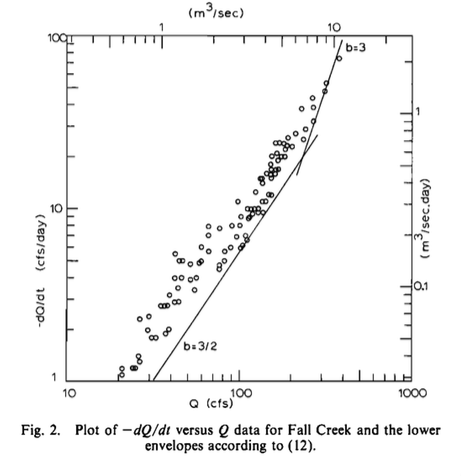 (m³/sec)
1 10
100
b=3
1
10
-dQ/dt (cfs/day)
(m³/sec.day)
0.1
b=3/2
1
10 100 1000
Q (cfs)
Fig. 2. Plot of −dQ/dt versus Q data for Fall Creek and the lower
envelopes according to (12).